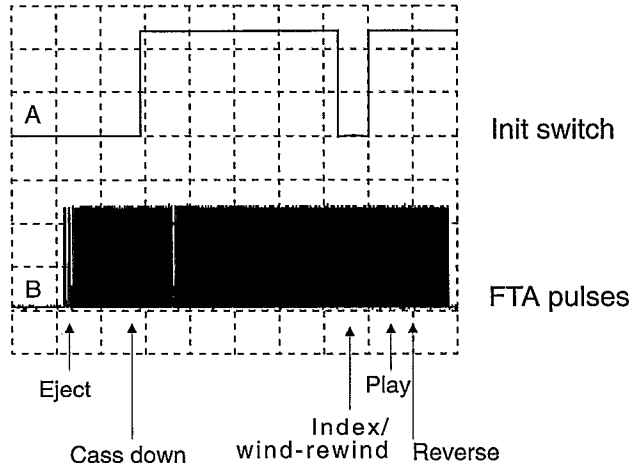 A
Init switch
B
FTA pulses
Eject
Play
Cass down
Index/
wind-rewind
Reverse